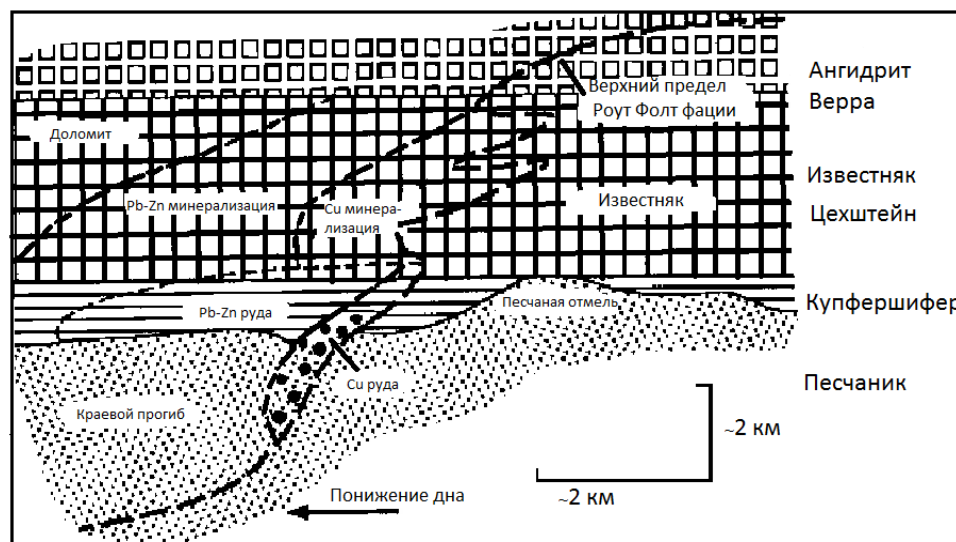 Ангидрит
Верра
Верхний предел
Роут Фолт фации
Доломит
Известняк
Цехштейн
Pb-Zn минерализация
Cu минера-
лизация
Известняк
Купфершифер
Pb-Zn руда
Песчаная отмель
Cu руда
Песчаник
Краевой прогиб
~2 км
~2 км
Понижение дна